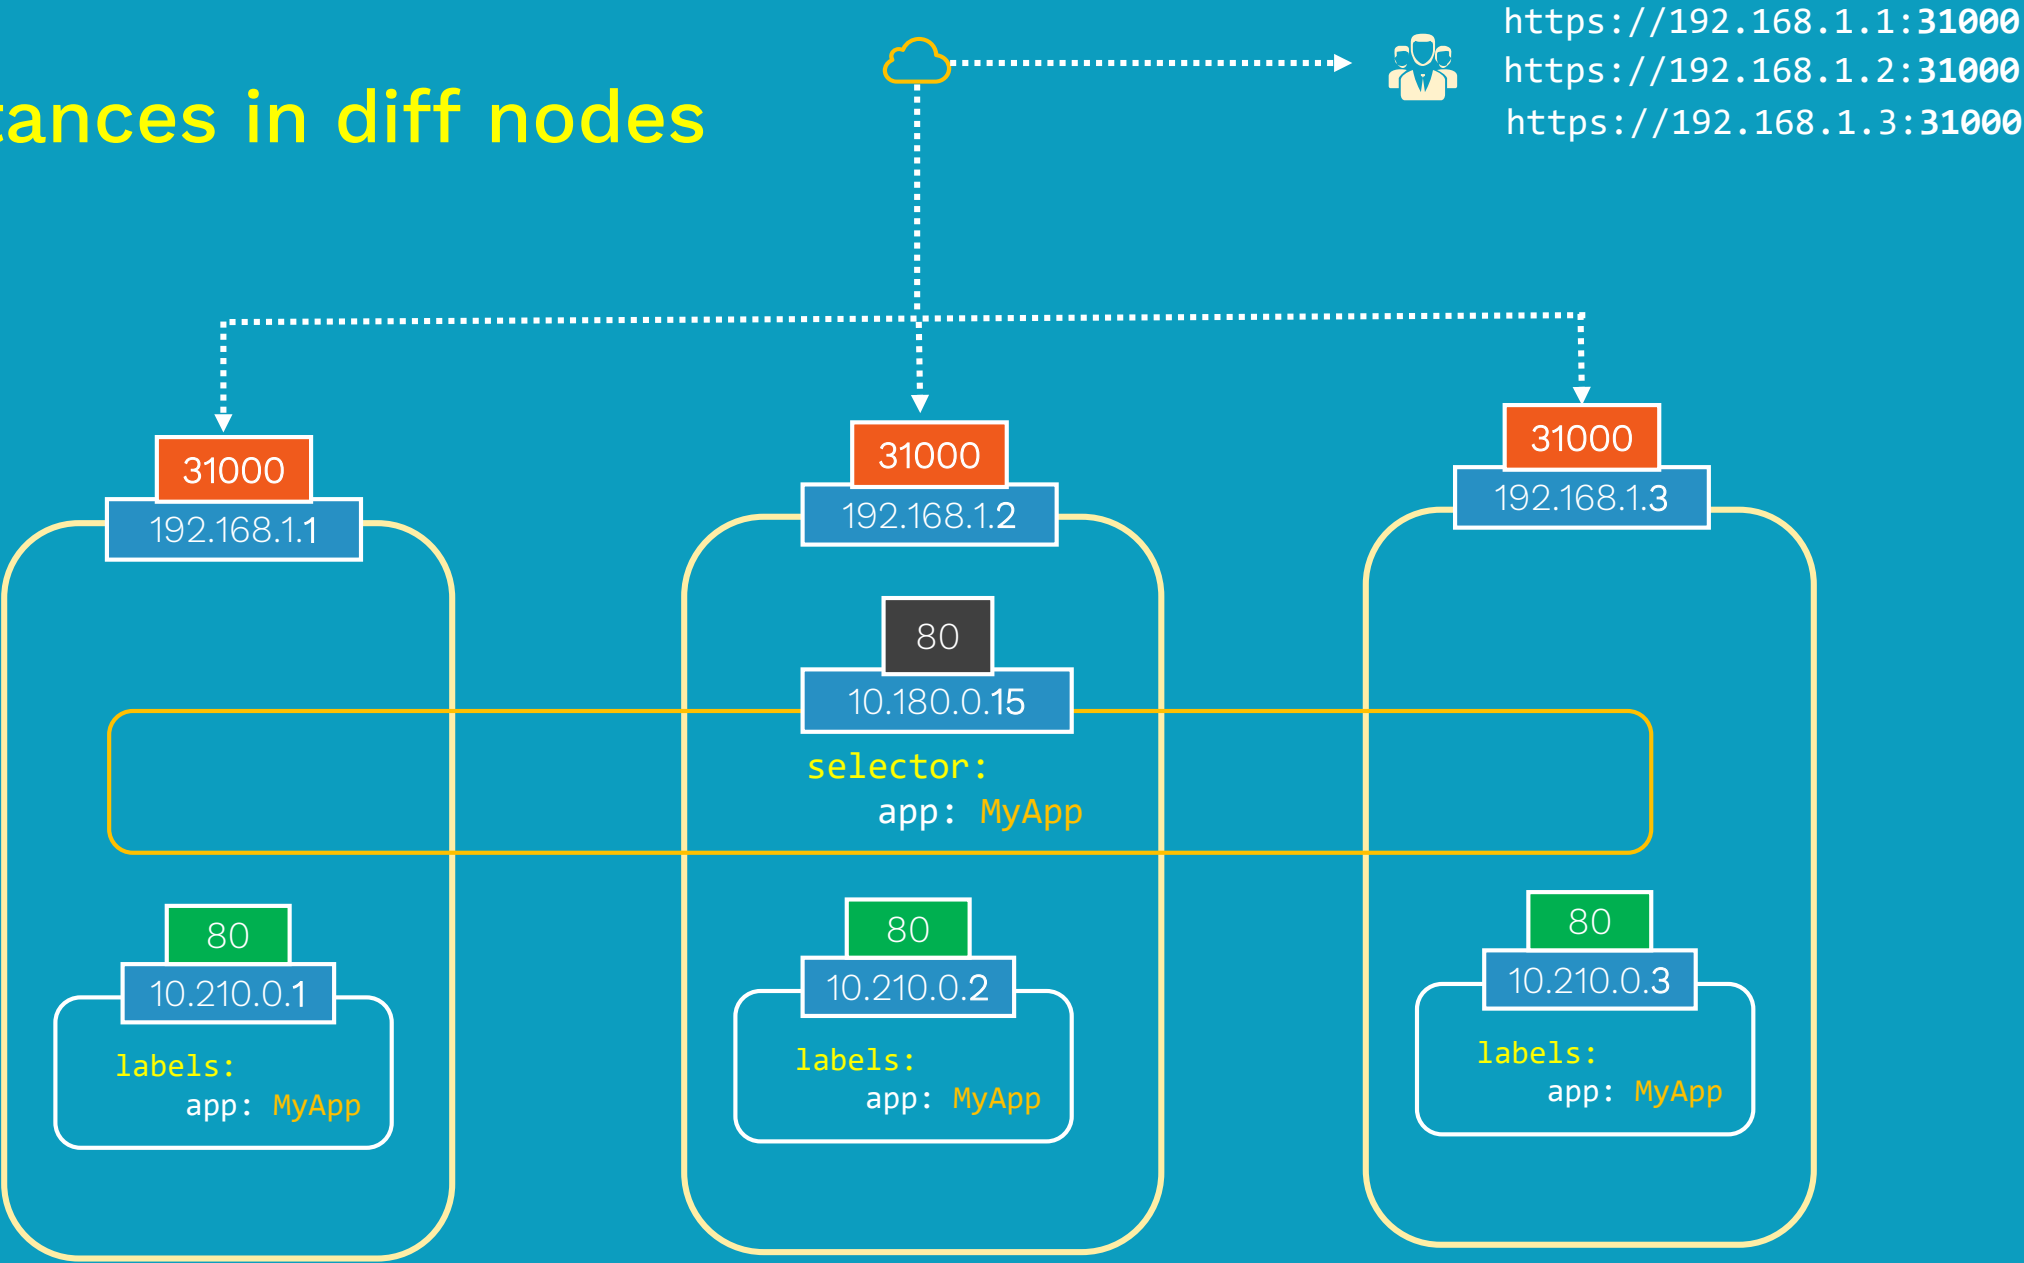 https://192.168.1.1:31000
https://192.168.1.2:31000
https://192.168.1.3:31000
in diff nodes
31000
192.168.1.1
31000
192.168.1.2
31000
192.168.1.3
80
10.180.0.15
selector:
app: MyApp
80
10.210.0.1
labels:
app: MyApp
80
10.210.0.2
labels:
app: MyApp
80
10.210.0.3
labels:
app: MyApp